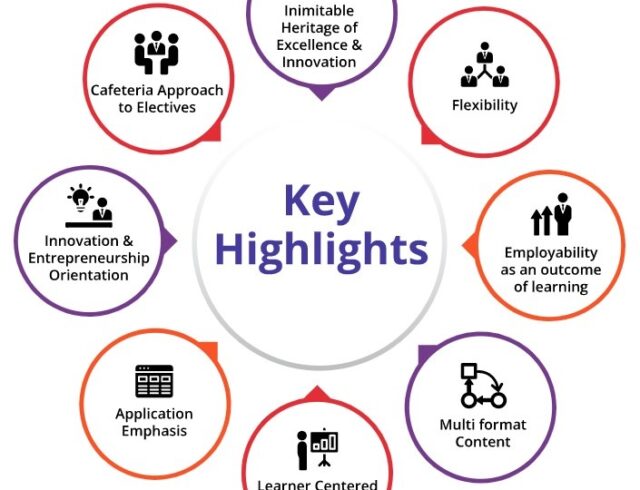 Inimitable
Heritage of
Excellence &
Innovation
Cafeteria Approach
to Electives
Flexibility
Key
Highlights
Innovation &
Entrepreneurship
Orientation
Employability
as an outcome
of learning
Application
Emphasis
Multi format
Content
Learner Centered